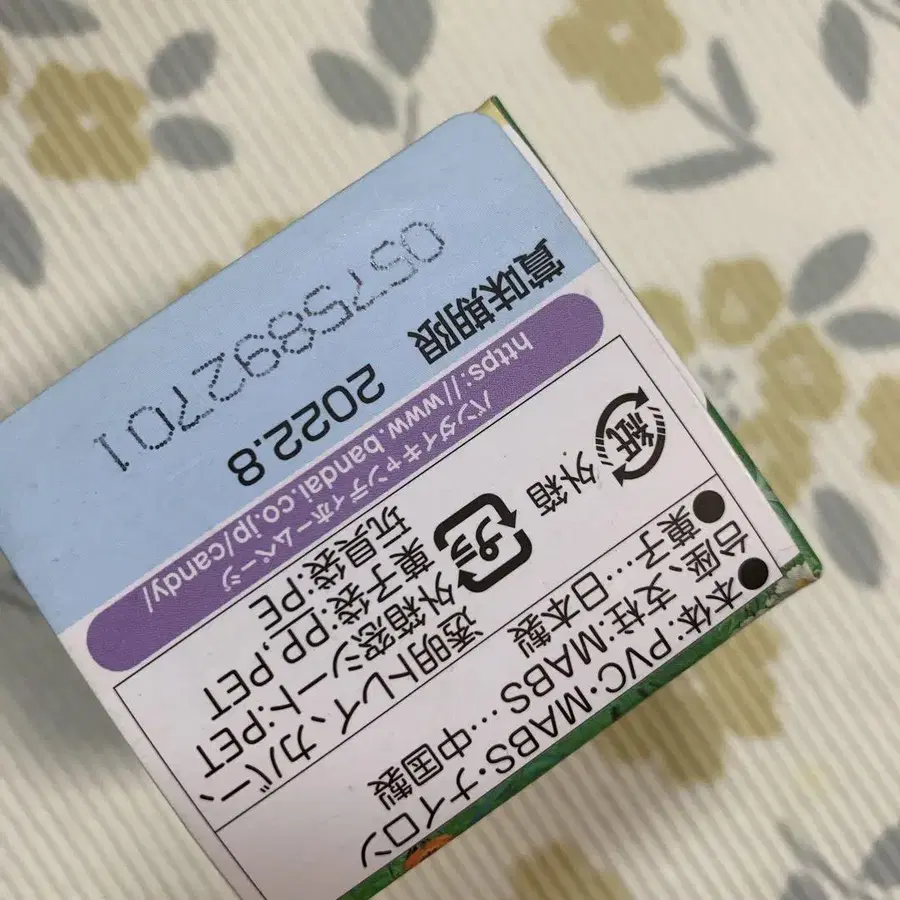 ●本体:PVC・MABS・ナイロン
台座、支柱:MABS…中国製
●菓子…日本製
透明トレイ、カバー、
外箱窓シート:PET
プラ
菓子袋:PP,PET
玩具袋:PE
紙
外箱
バンダイキャンディホームページ
https://www.bandai.co.jp/candy/
賞味期限 2022.8
0575892701